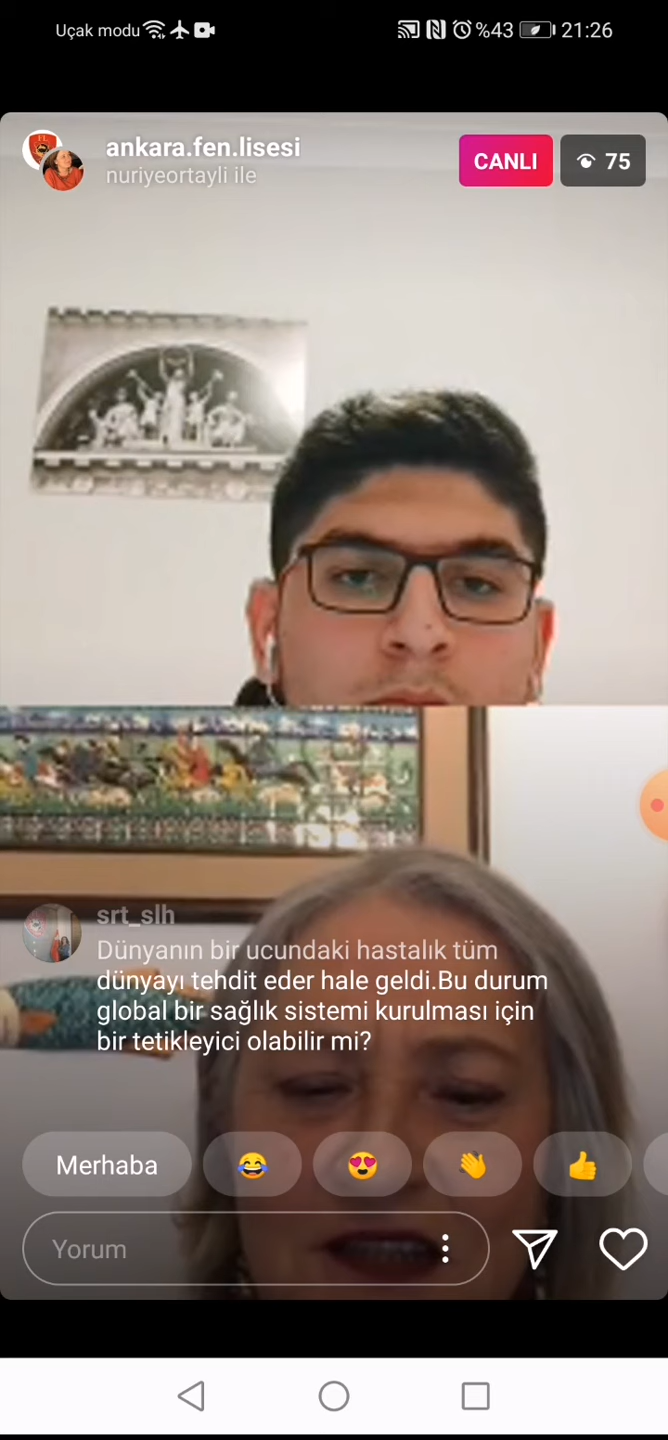 Uçak modu %43 21:26
ankara.fen.lisesi
nuriyeortayli ile
CANLI 75
srt_slh
Dünyanın bir ucundaki hastalık tüm
dünyayı tehdit eder hale geldi.Bu durum
global bir sağlık sistemi kurulması için
bir tetikleyici olabilir mi?
Merhaba
Yorum